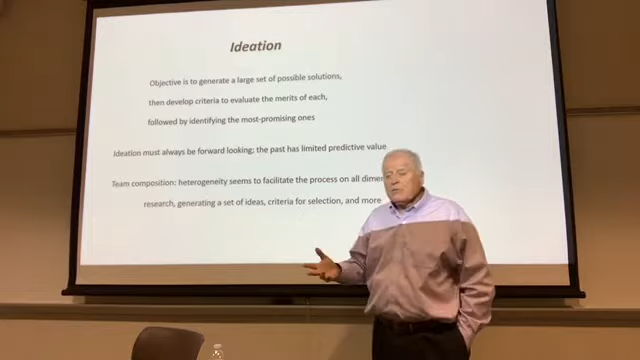 Ideation
Objective is to generate a large set of possible solutions,
then develop criteria to evaluate the merits of each,
followed by identifying the most-promising ones
Ideation must always be forward looking; the past has limited predictive value
Team composition: heterogeneity seems to facilitate the process on all
research, generating a set of ideas, criteria for selection, and more